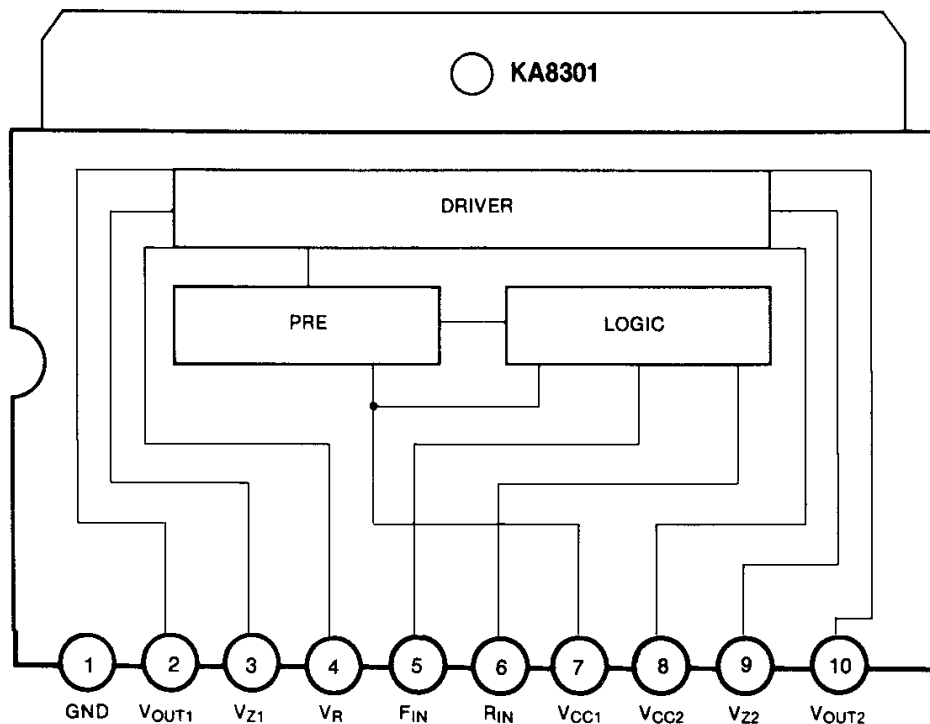 KA8301
DRIVER
PRE
LOGIC
1 2 3 4 5 6 7 8 9 10
GND VOUT1 VZ1 VR FIN RIN VCC1 VCC2 VZ2 VOUT2